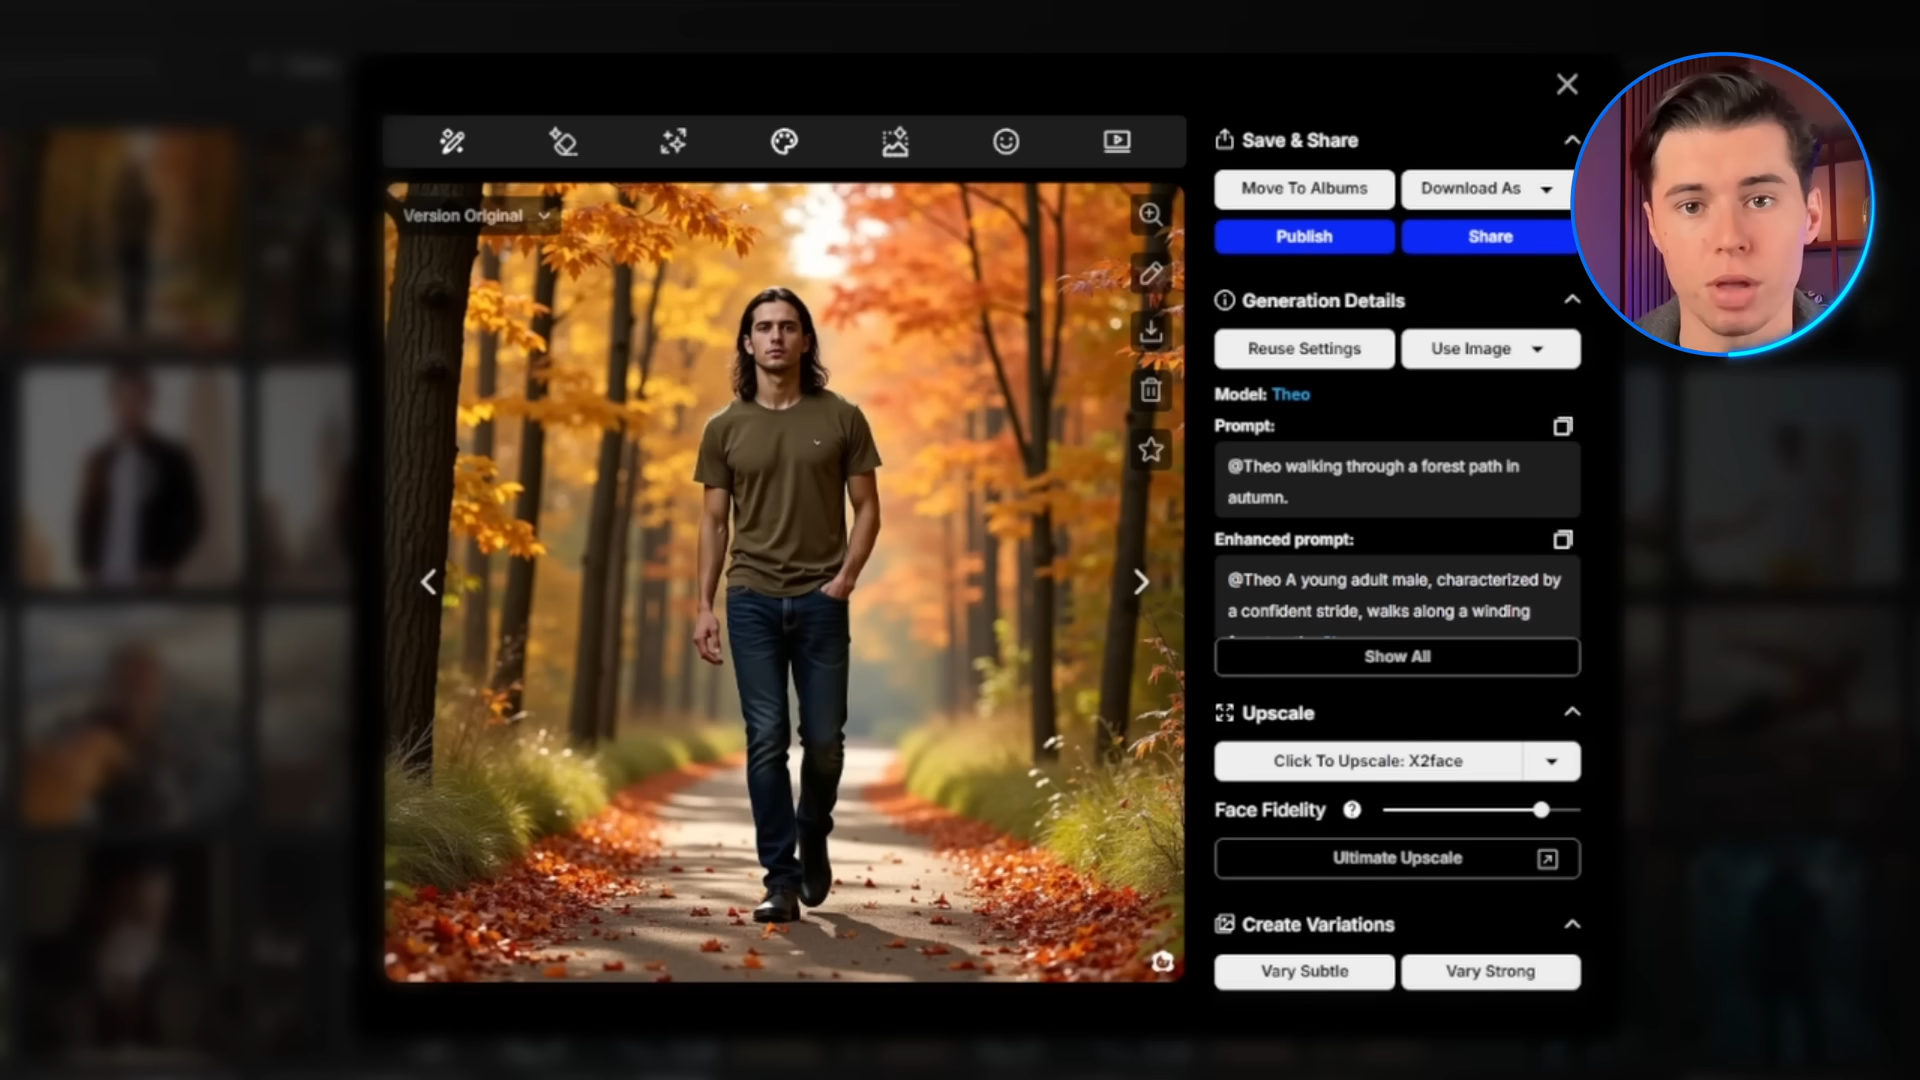 Version Original
Save & Share
Move To Albums
Download As
Publish
Share
Generation Details
Reuse Settings
Use Image
Model: Theo
Prompt:
@Theo walking through a forest path in
autumn.
Enhanced prompt:
@Theo A young adult male, characterized by
a confident stride, walks along a winding
Show All
Upscale
Click To Upscale: X2face
Face Fidelity ?
Ultimate Upscale
Create Variations
Vary Subtle
Vary Strong